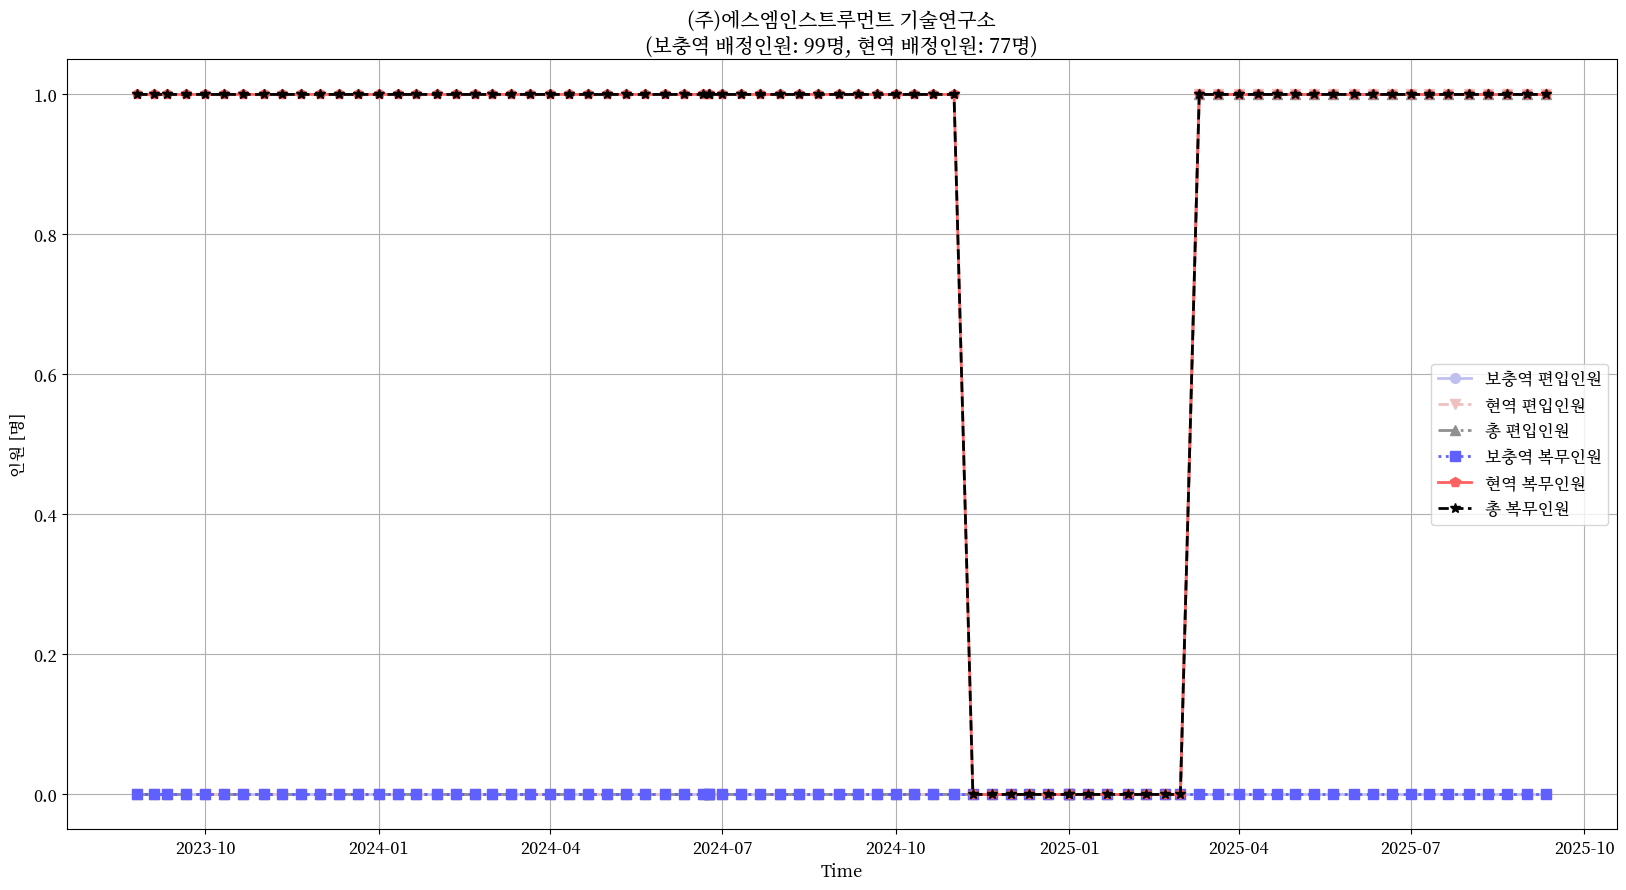 (주)에스엠인스트루먼트 기술연구소
(보충역 배정인원: 99명, 현역 배정인원: 77명)
1.0
0.8
0.6
0.4
0.2
0.0
인원 [명]
보충역 편입인원
현역 편입인원
총 편입인원
보충역 복무인원
현역 복무인원
총 복무인원
2023-10
2024-01
2024-04
2024-07
2024-10
2025-01
2025-04
2025-07
2025-10
Time